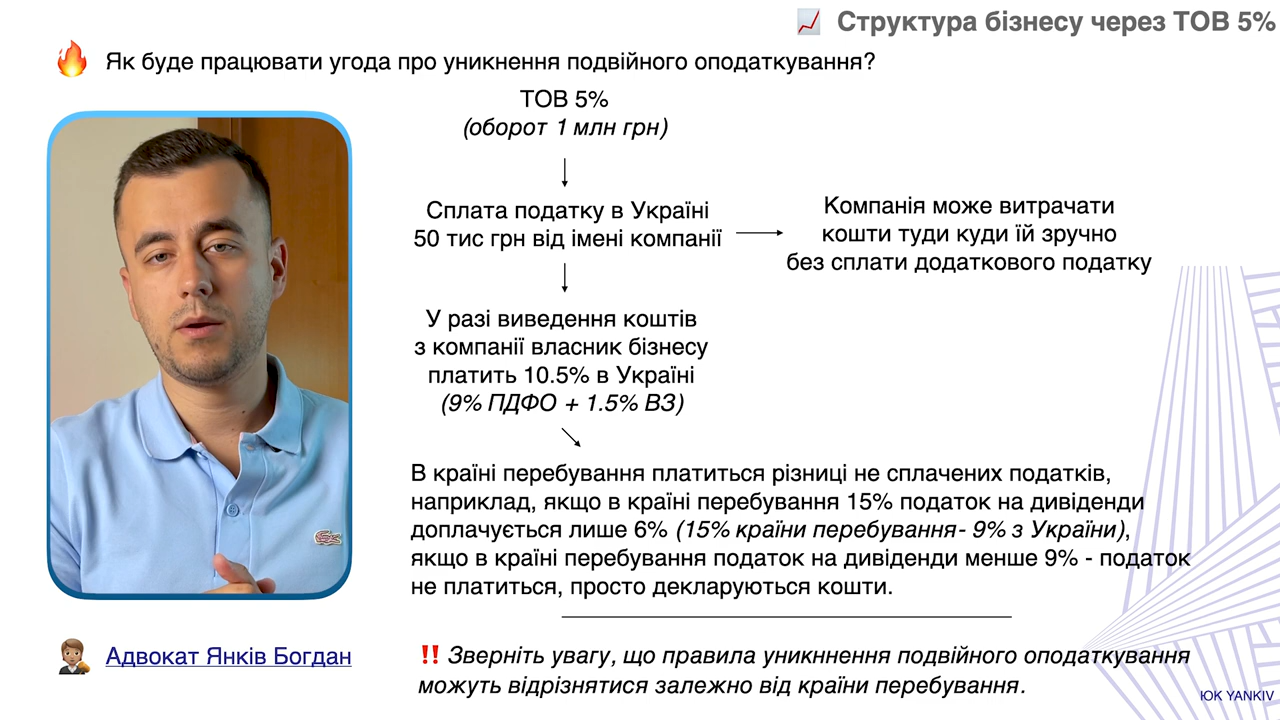 Структура бізнесу через ТОВ 5%
Як буде працювати угода про уникнення подвійного оподаткування?
ТОВ 5%
(оборот 1 млн грн)
Сплата податку в Україні
50 тис грн від імені компанії
Компанія може витрачати
кошти туди куди їй зручно
без сплати додаткового податку
У разі виведення коштів
з компанії власник бізнесу
платить 10.5% в Україні
(9% ПДФО + 1.5% ВЗ)
В країні перебування платиться різниці не сплачених податків,
наприклад, якщо в країні перебування 15% податок на дивіденди
доплачується лише 6% (15% країни перебування- 9% з України),
якщо в країні перебування податок на дивіденди менше 9% - податок
не платиться, просто декларуються кошти.
Адвокат Янків Богдан
‼️ Зверніть увагу, що правила уникннення подвійного оподаткування
можуть відрізнятися залежно від країни перебування.
ЮК YANKIV